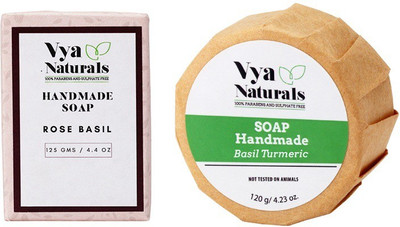 Vya
Naturals
100% PARABENS AND SULPHATE FREE
HANDMADE
SOAP
ROSE BASIL
125 GMS / 4.4 OZ
Vya
Naturals
100% PARABENS AND SULPHATE FREE
SOAP
Handmade
Basil Turmeric
NOT TESTED ON ANIMALS
120 g/ 4.23 oz.